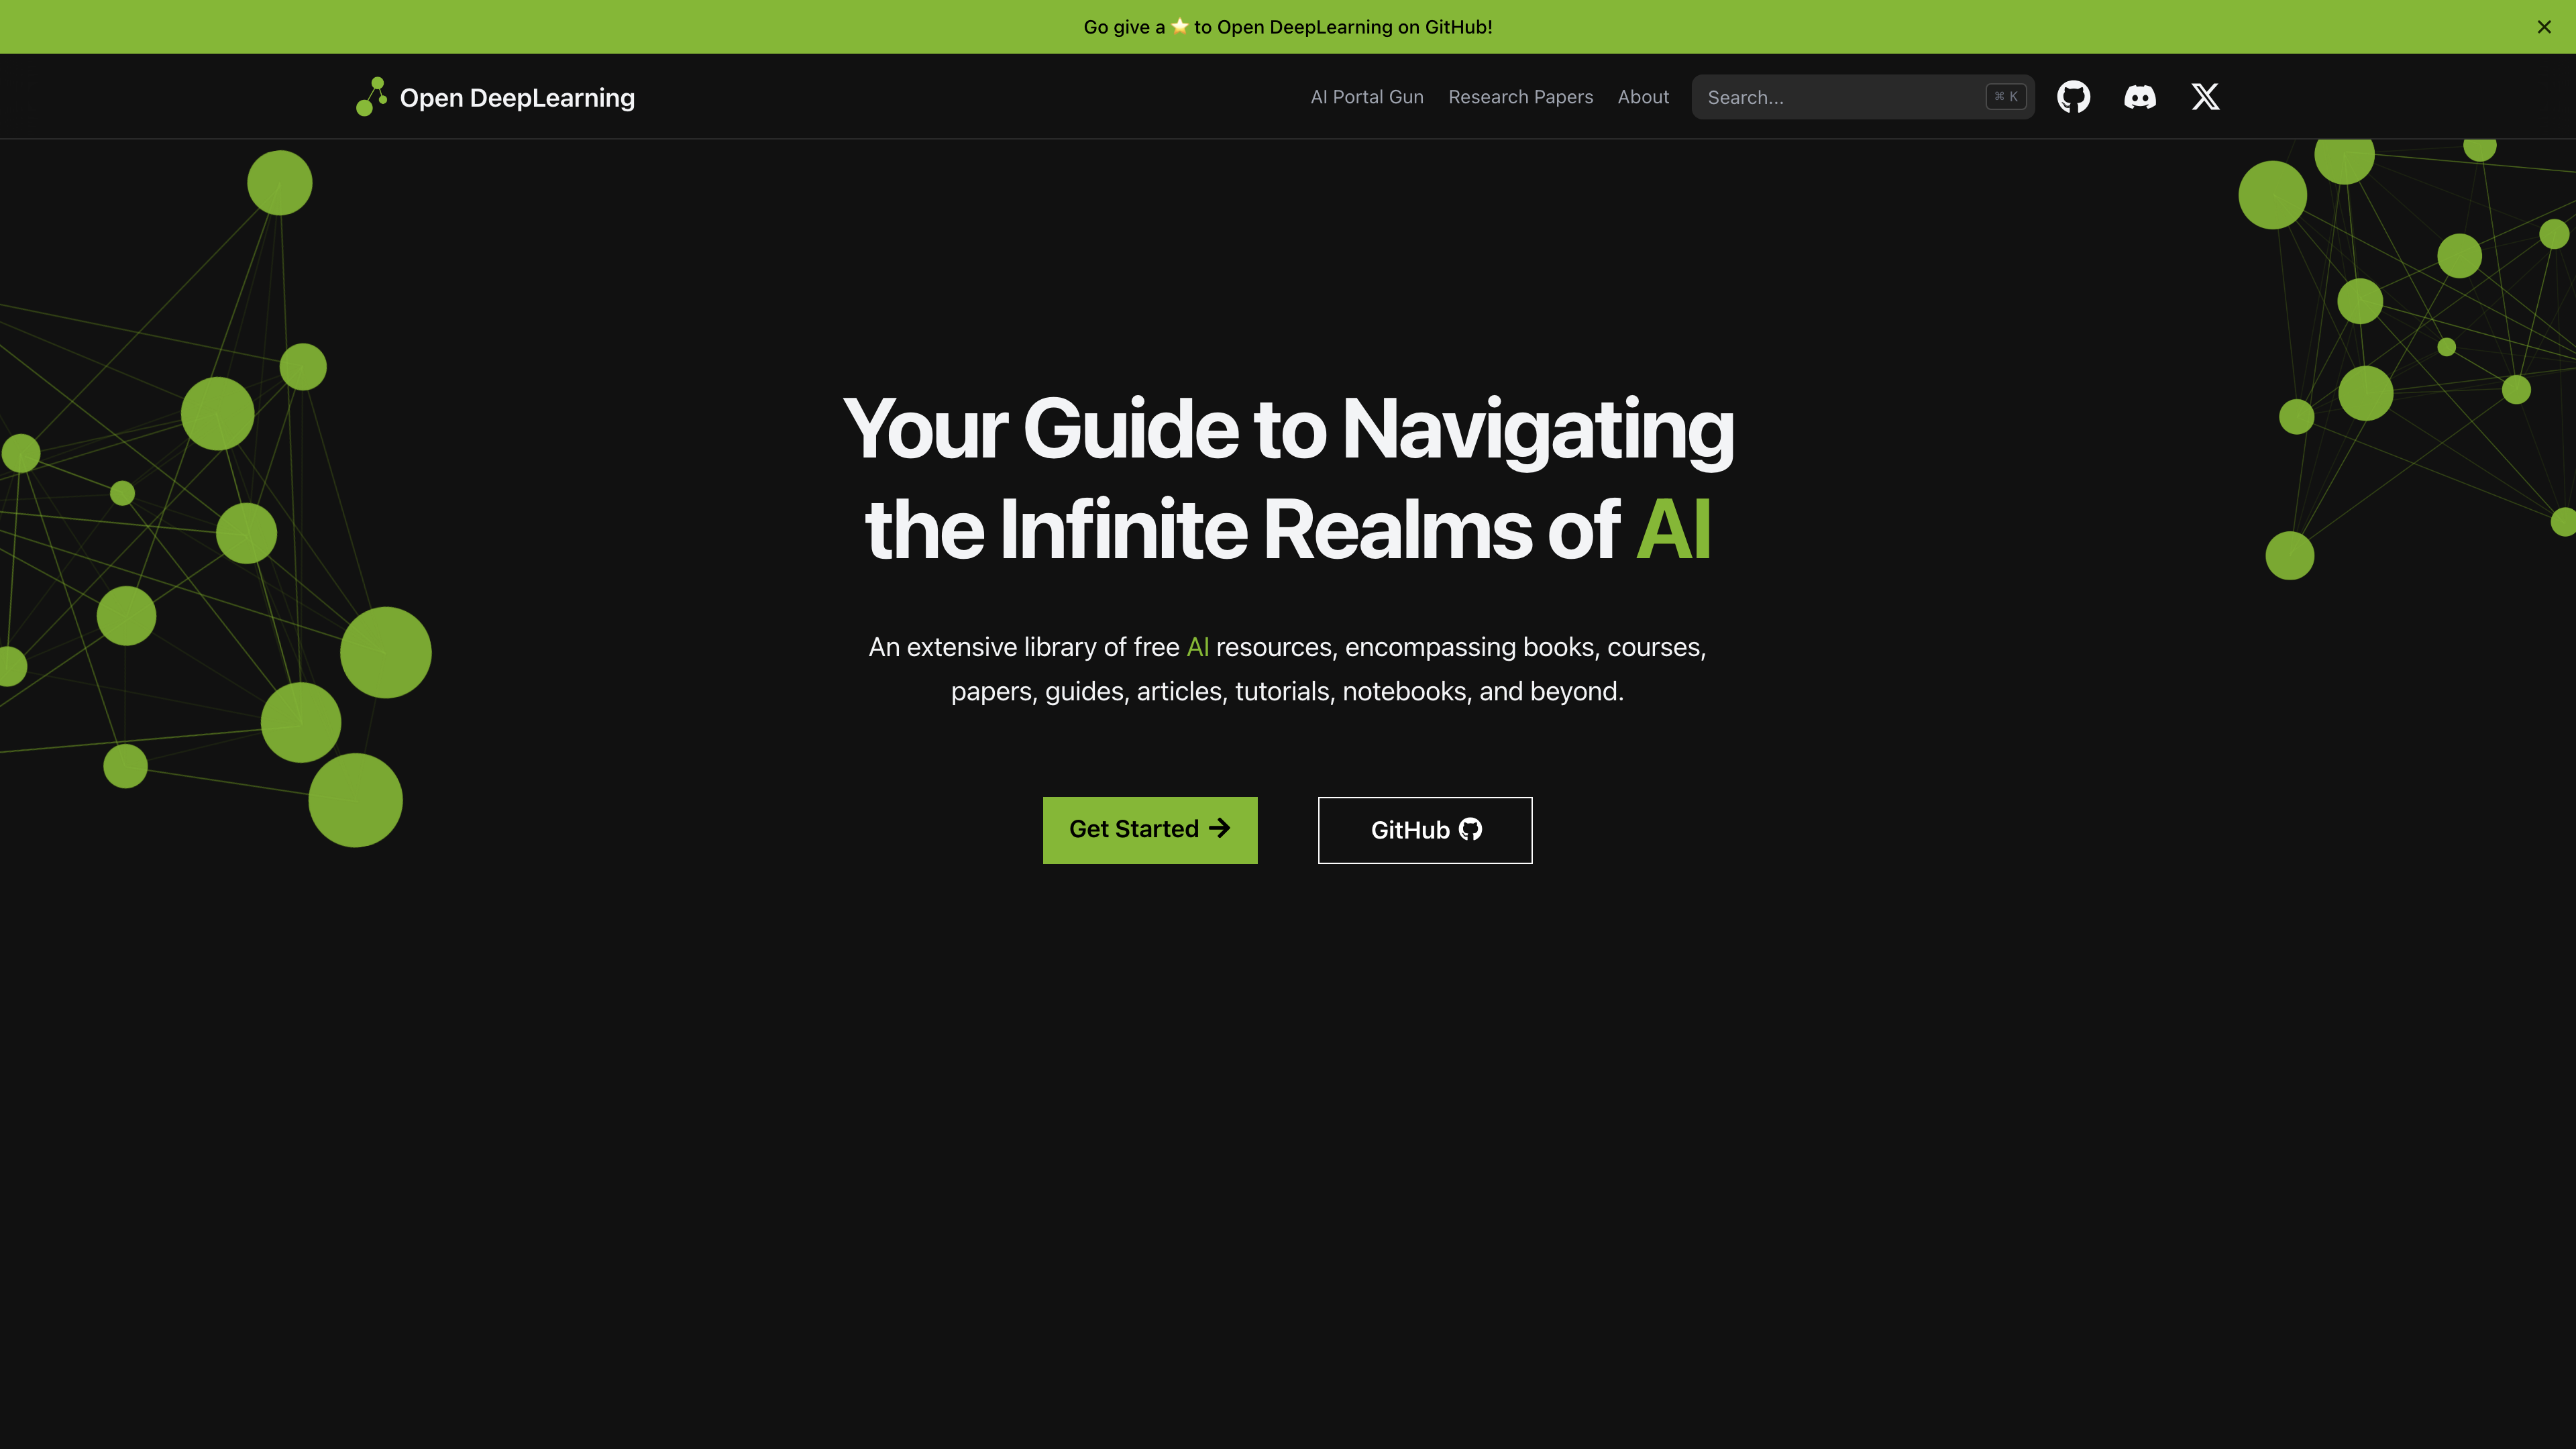 Go give a ⭐ to Open DeepLearning on GitHub!
Open DeepLearning
AI Portal Gun
Research Papers
About
Search...
⌘ K
Your Guide to Navigating
the Infinite Realms of AI
An extensive library of free AI resources, encompassing books, courses,
papers, guides, articles, tutorials, notebooks, and beyond.
Get Started
GitHub